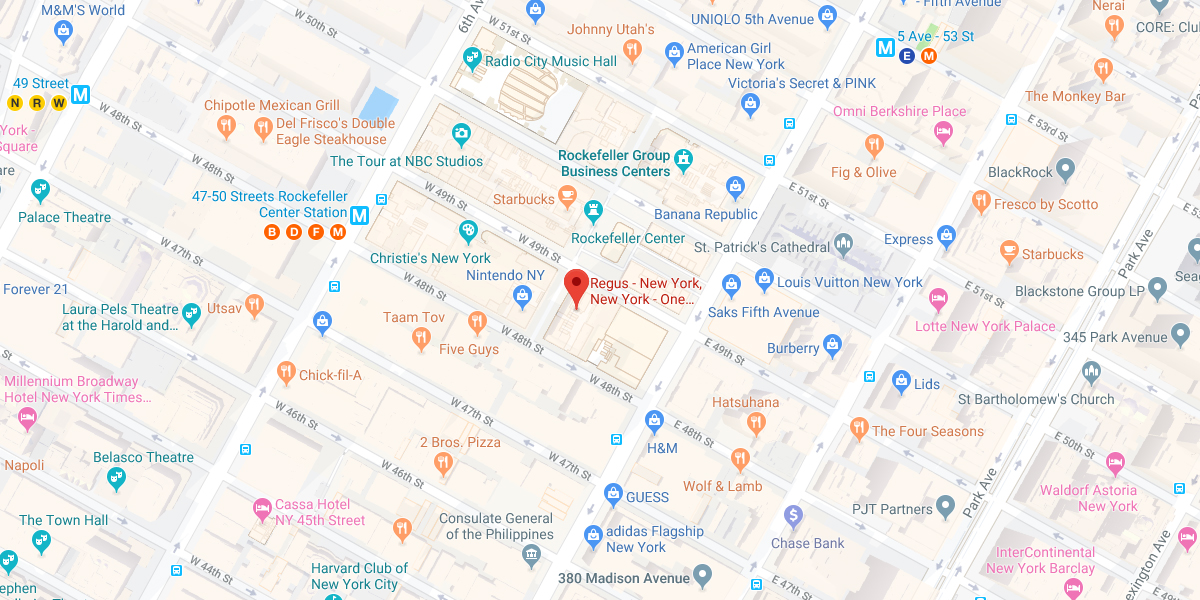 M&M'S World
W 50th St
6th Av
W 51st St
Johnny Utah's
UNIQLO 5th Avenue
- Fifth Avenue
Nerai
CORE: Clu
49 Street
M
N R W
Radio City Music Hall
American Girl
Place New York
Victoria's Secret & PINK
M
5 Ave - 53 St
E M
The Monkey Bar
Omni Berkshire Place
E 53rd St
W 48th St
Chipotle Mexican Grill
Del Frisco's Double
Eagle Steakhouse
York -
Square
W 48th St
The Tour at NBC Studios
Rockefeller Group
Business Centers
Fig & Olive
BlackRock
Fresco by Scotto
Palace Theatre
47-50 Streets Rockefeller
Center Station
M
B D F M
W 49th St
Starbucks
Rockefeller Center
Banana Republic
E 51st St
St. Patrick's Cathedral
Express
Starbucks
E 53
Park Ave
W 47th St
Christie's New York
W 49th St
Nintendo NY
Regus - New York,
New York - One...
Louis Vuitton New York
Saks Fifth Avenue
E 51st St
Lotte New York Palace
Blackstone Group LP
Sea
Forever 21
Laura Pels Theatre
at the Harold and...
Utsav
W 48th St
Taam Tov
Five Guys
W 48th St
E 49th St
Burberry
345 Park Avenue
St
Chick-fil-A
W 48th St
Lids
St Bartholomew's Church
Millennium Broadway
Hotel New York Times...
W 46th St
W 47th St
Hatsuhana
E 48th St
H&M
The Four Seasons
E 50th St
2 Bros. Pizza
Napoli
Belasco Theatre
W 46th St
W 47th St
Wolf & Lamb
GUESS
Waldorf Astoria
New York
Park Ave
Cassa Hotel
NY 45th Street
The Town Hall
Consulate General
of the Philippines
adidas Flagship
New York
$
Chase Bank
PJT Partners
InterContinental
New York Barclay
exington Ave
W 44th St
Harvard Club of
New York City
380 Madison Avenue
E 47th St
ephen